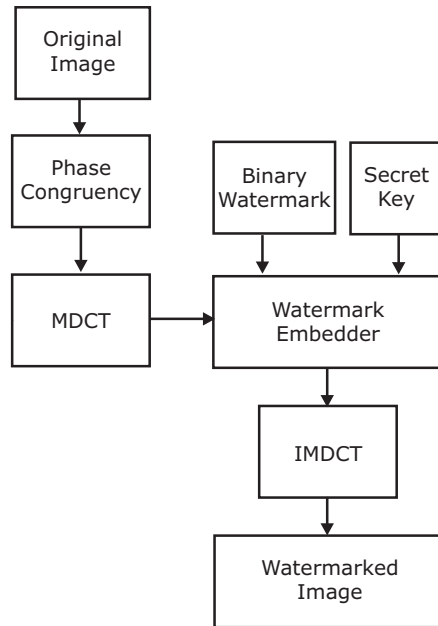 Original
Image
Phase
Congruency
Binary
Watermark
Secret
Key
MDCT
Watermark
Embedder
IMDCT
Watermarked
Image